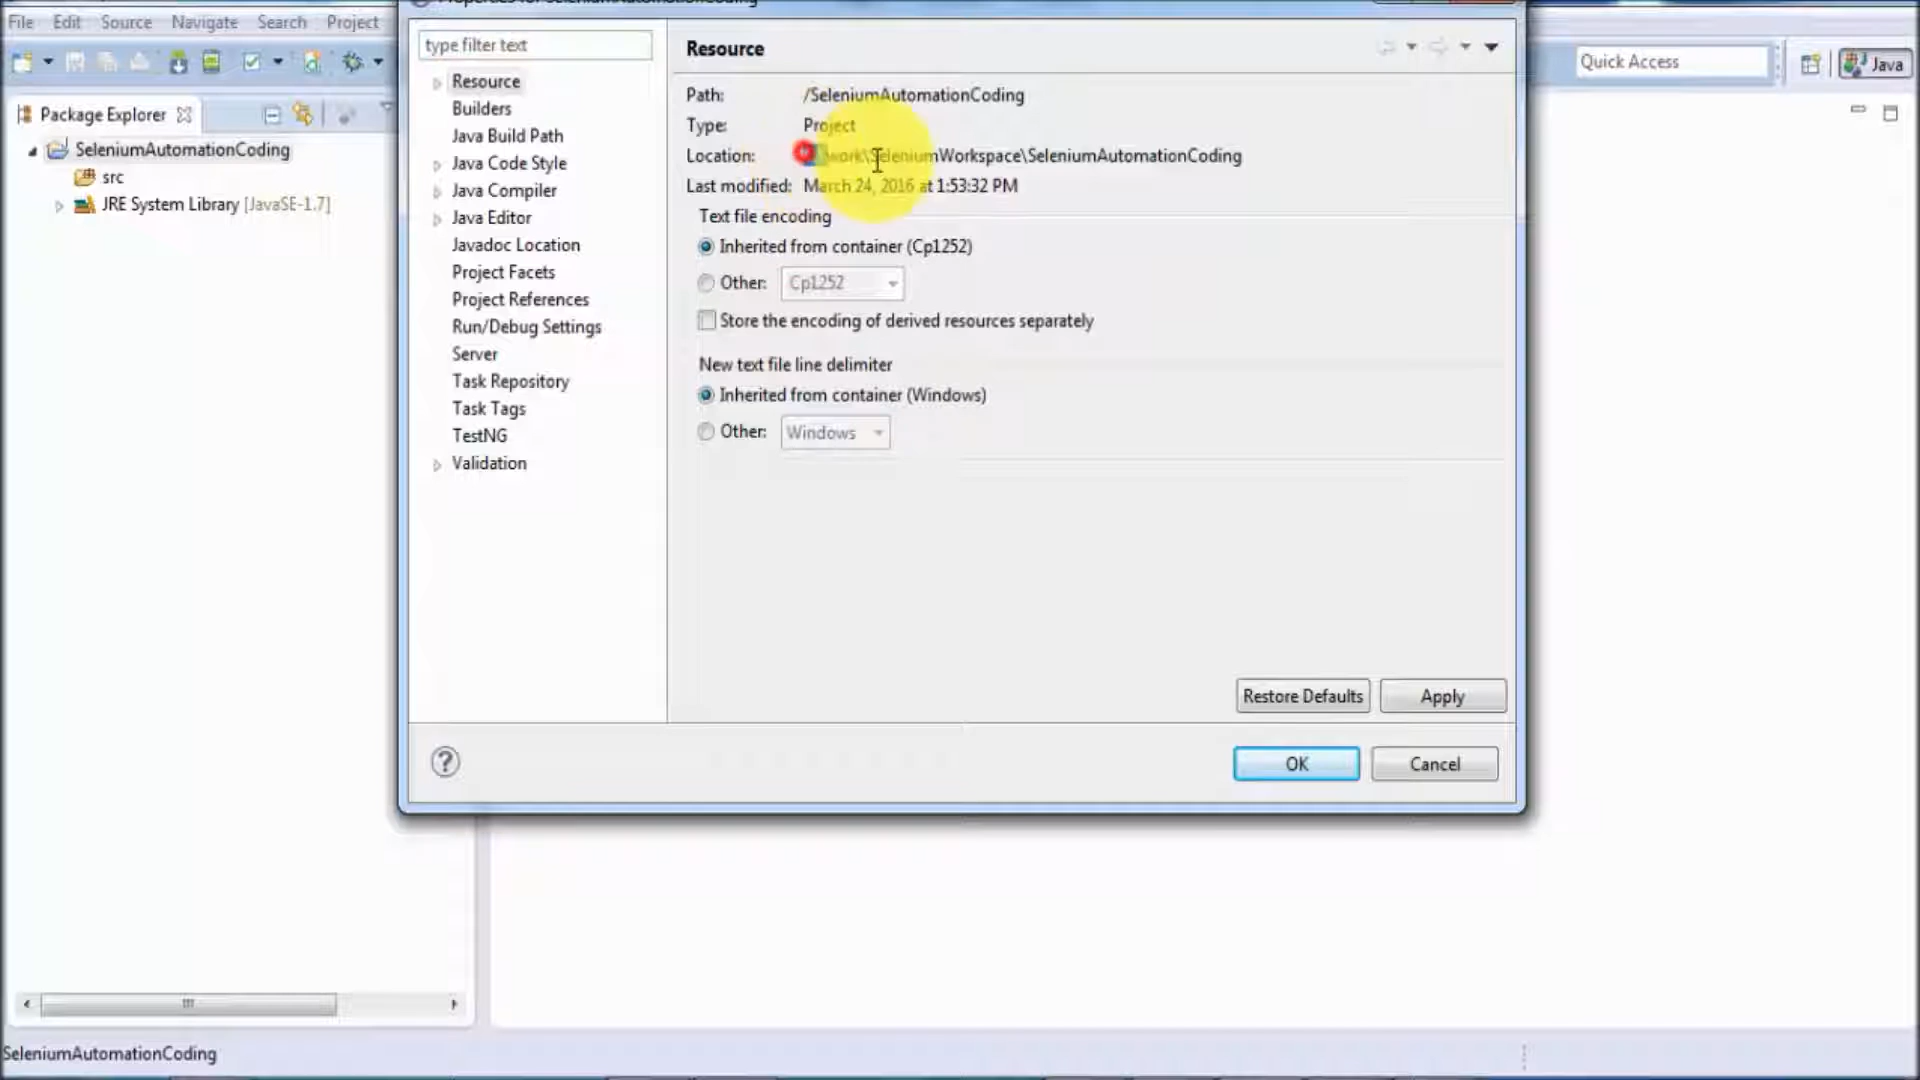 Properties for SeleniumAutomationCoding
File Edit Source Navigate Search Project
type filter text
Resource
Quick Access
Java
Package Explorer
SeleniumAutomationCoding
src
JRE System Library [JavaSE-1.7]
Resource
Builders
Java Build Path
Java Code Style
Java Compiler
Java Editor
Javadoc Location
Project Facets
Project References
Run/Debug Settings
Server
Task Repository
Task Tags
TestNG
Validation
Path: /SeleniumAutomationCoding
Type: Project
Location: \work\SeleniumWorkspace\SeleniumAutomationCoding
Last modified: March 24, 2016 at 1:53:32 PM
Text file encoding
Inherited from container (Cp1252)
Other: Cp1252
Store the encoding of derived resources separately
New text file line delimiter
Inherited from container (Windows)
Other: Windows
Restore Defaults Apply
OK Cancel
SeleniumAutomationCoding